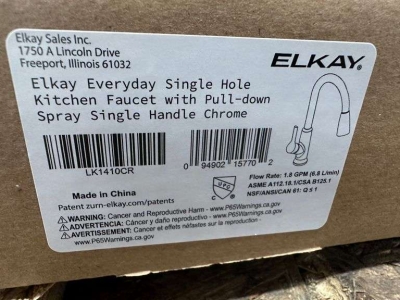 Elkay Sales Inc.
1750 A Lincoln Drive
Freeport, Illinois 61032
ELKAY®
Elkay Everyday Single Hole
Kitchen Faucet with Pull-down
Spray Single Handle Chrome
LK1410CR
0 94902 15770 2
Made in China
Patent zurn-elkay.com/patents
UPC
Flow Rate: 1.8 GPM (6.8 L/min)
ASME A112.18.1/CSA B125.1
NSF/ANSI/CAN 61: Q ≤ 1
WARNING: Cancer and Reproductive Harm - www.P65Warnings.ca.gov
ADVERTENCIA: Cáncer y daño reproductivo - www.P65Warnings.ca.gov
AVERTISSEMENT: Cancer et effets néfastes sur la reproduction -
www.P65Warnings.ca.gov